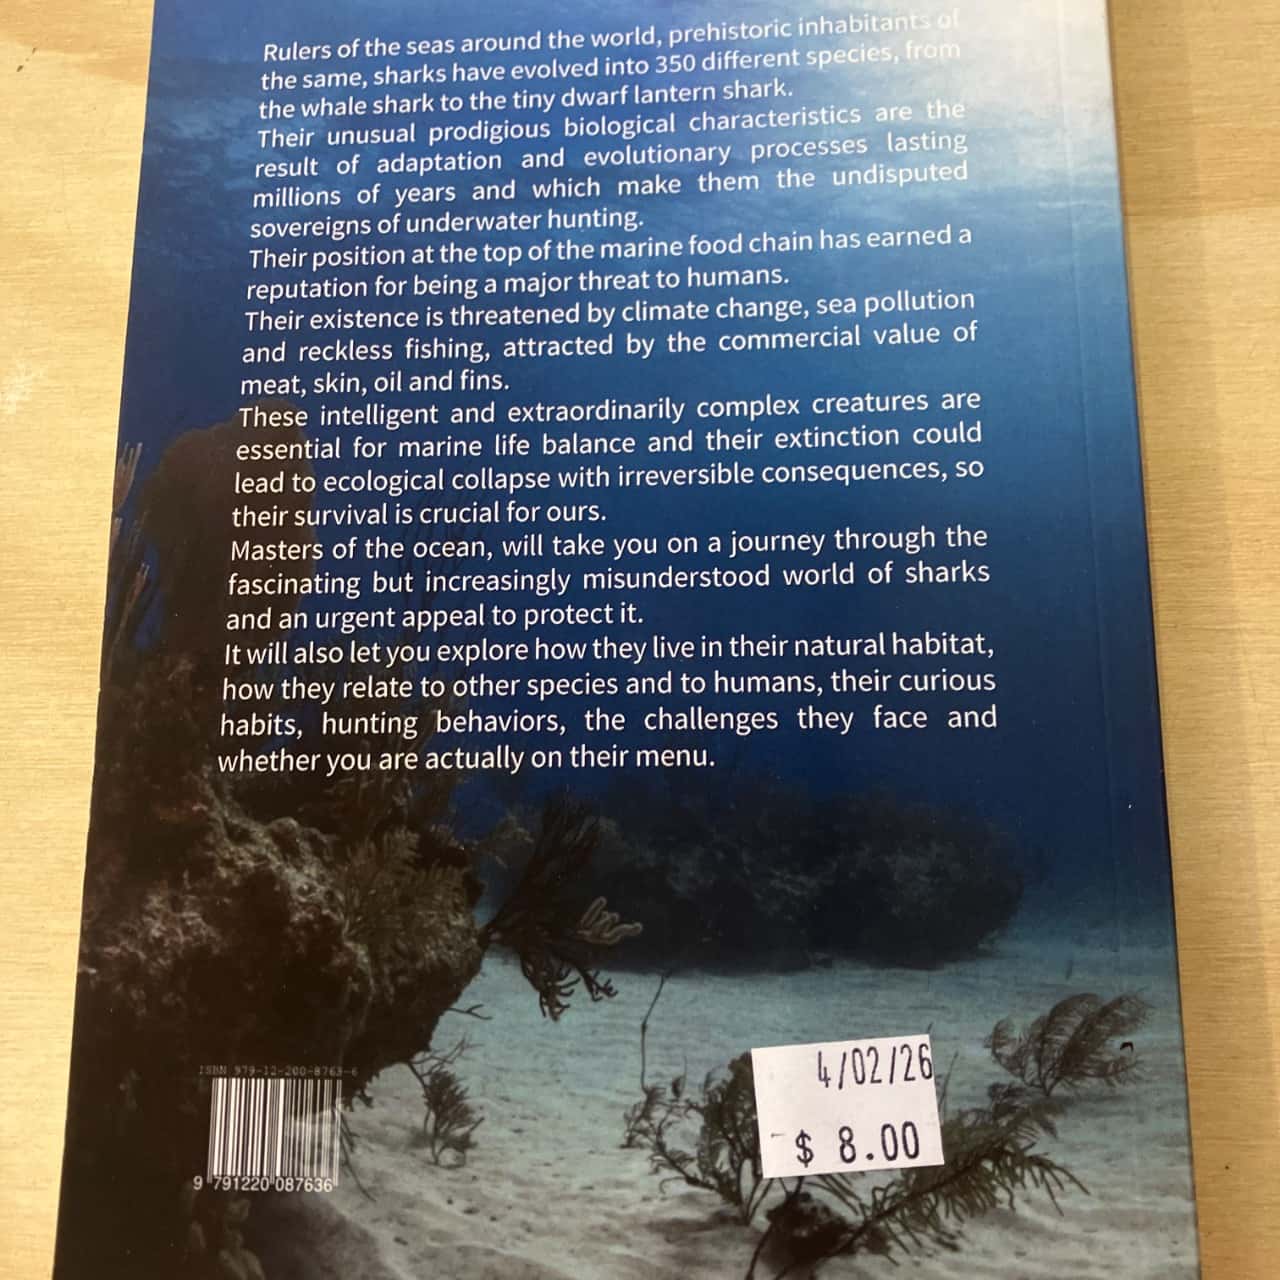 Rulers of the seas around the world, prehistoric inhabitants of
the same, sharks have evolved into 350 different species, from
the whale shark to the tiny dwarf lantern shark.
Their unusual prodigious biological characteristics are the
result of adaptation and evolutionary processes lasting
millions of years and which make them the undisputed
sovereigns of underwater hunting.
Their position at the top of the marine food chain has earned a
reputation for being a major threat to humans.
Their existence is threatened by climate change, sea pollution
and reckless fishing, attracted by the commercial value of
meat, skin, oil and fins.
These intelligent and extraordinarily complex creatures are
essential for marine life balance and their extinction could
lead to ecological collapse with irreversible consequences, so
their survival is crucial for ours.
Masters of the ocean, will take you on a journey through the
fascinating but increasingly misunderstood world of sharks
and an urgent appeal to protect it.
It will also let you explore how they live in their natural habitat,
how they relate to other species and to humans, their curious
habits, hunting behaviors, the challenges they face and
whether you are actually on their menu.
ISBN 979-12-200-8763-6
9 791220 087636
4/02/26
$ 8.00